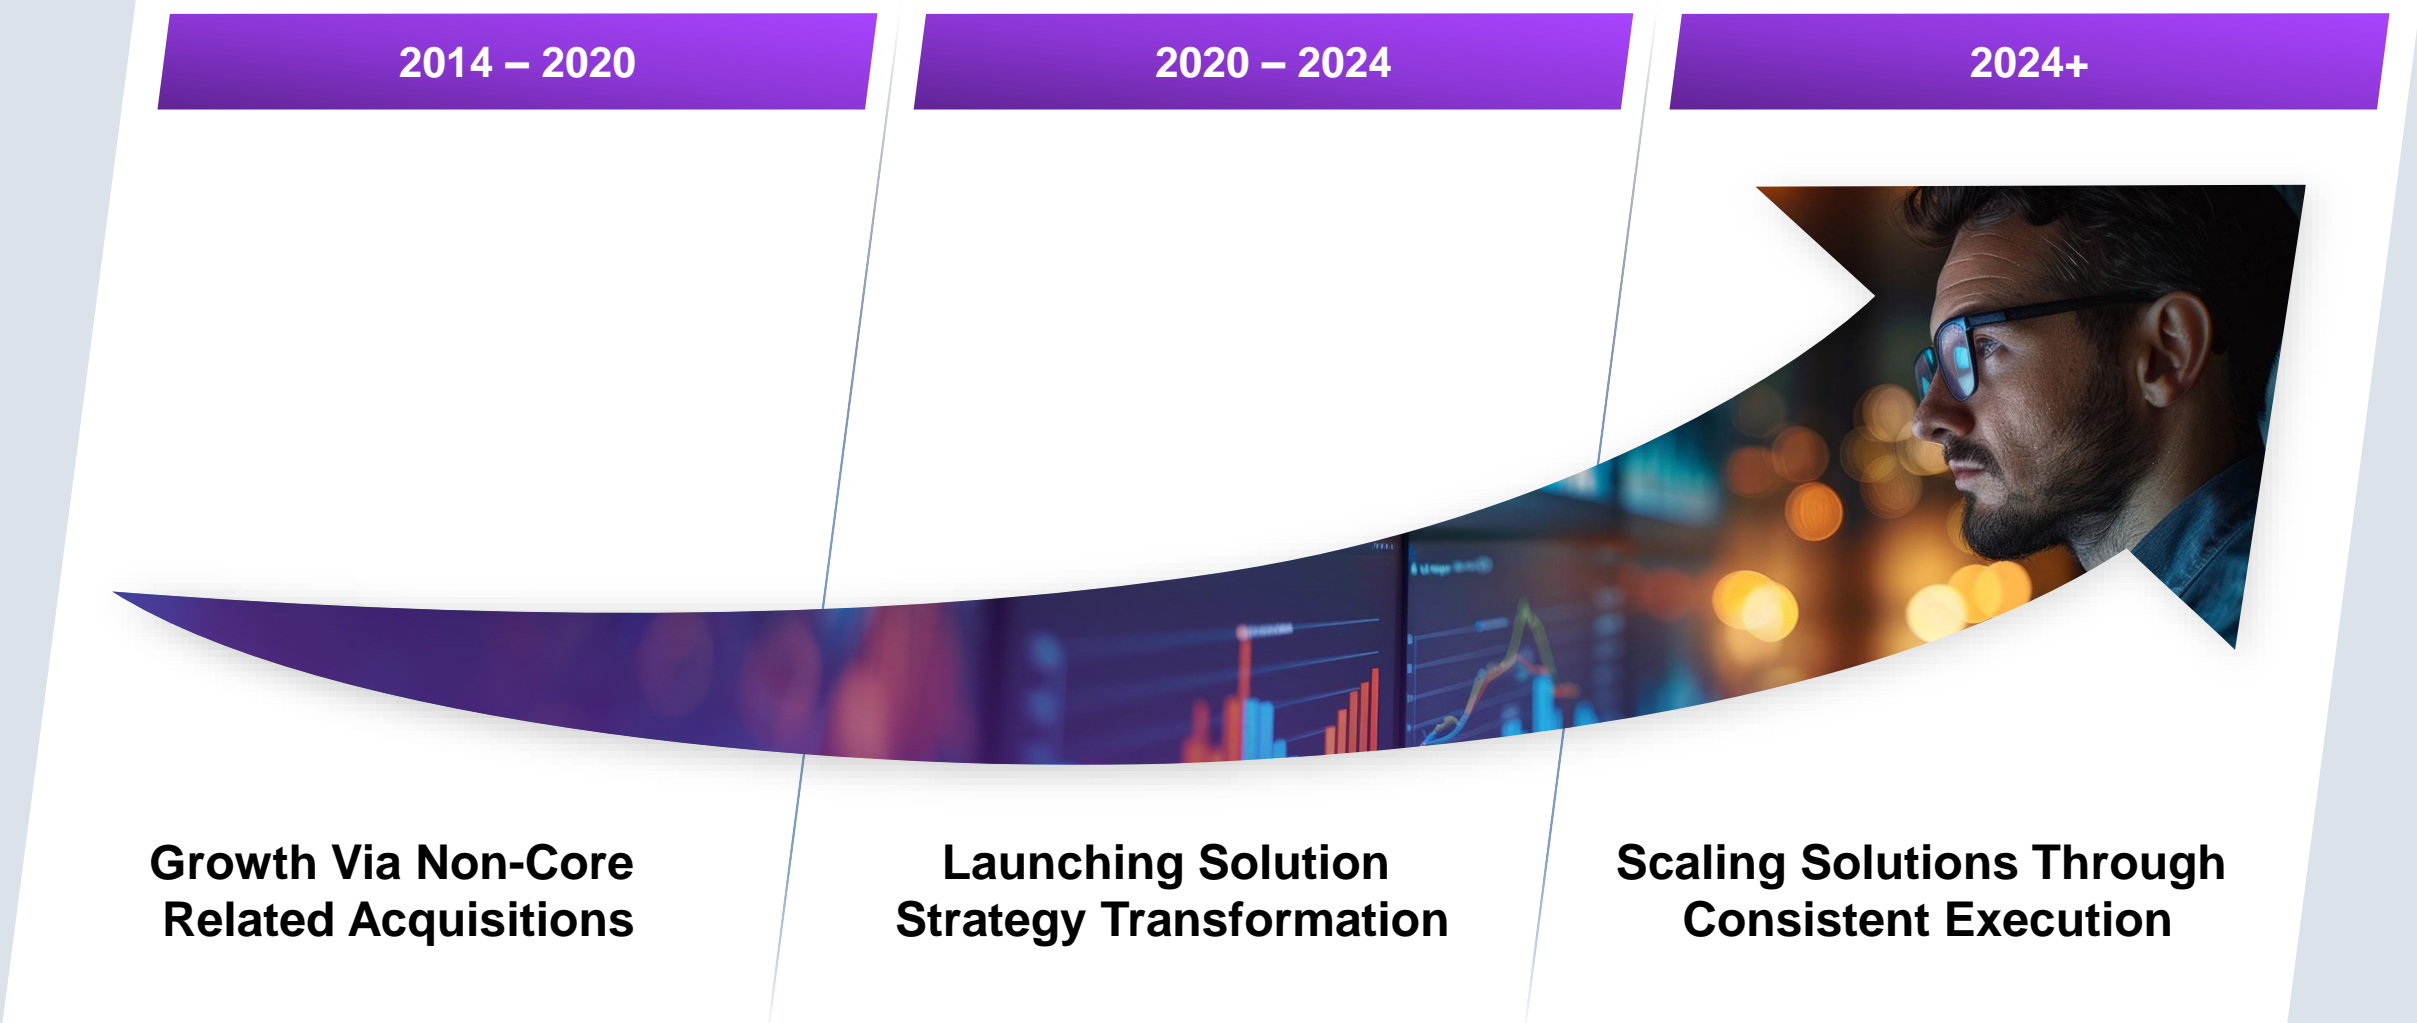 2014 – 2020
2020 – 2024
2024+
Growth Via Non-Core
Related Acquisitions
Launching Solution
Strategy Transformation
Scaling Solutions Through
Consistent Execution